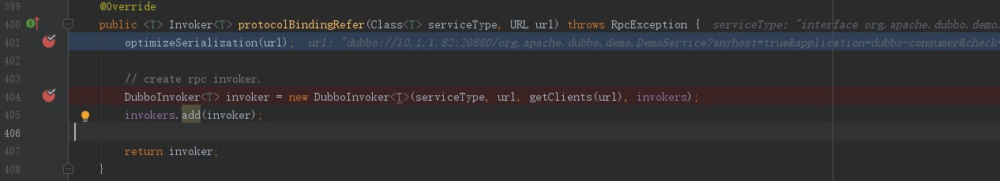 399 @Override
400 public <T> Invoker<T> protocolBindingRefer(Class<T> serviceType, URL url) throws RpcException { serviceType: "interface org.apache.dubbo.demo.
401 optimizeSerialization(url); url: "dubbo://10.1.1.82:20880/org.apache.dubbo.demo.DemoService?anyhost=true&application=dubbo-consumer&check=
402
403 // create rpc invoker.
404 DubboInvoker<T> invoker = new DubboInvoker<T>(serviceType, url, getClients(url), invokers);
405 invokers.add(invoker);
406
407 return invoker;
408 }